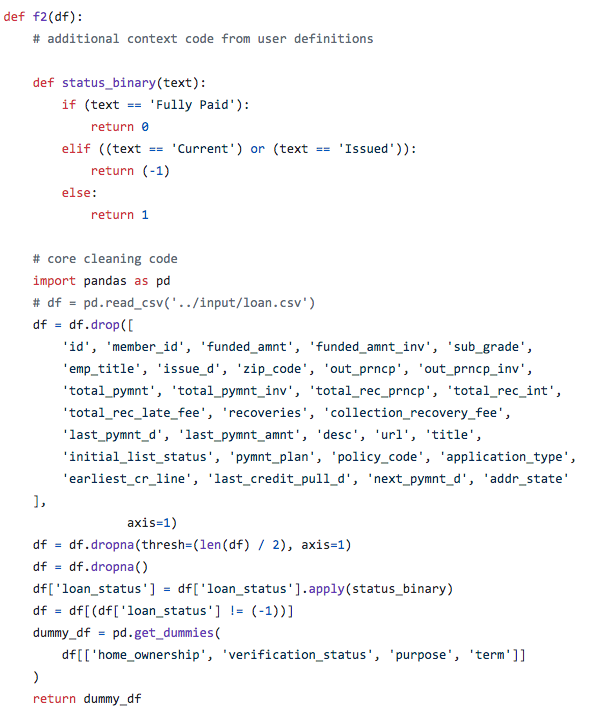 def f2(df):
    # additional context code from user definitions

    def status_binary(text):
        if (text == 'Fully Paid'):
            return 0
        elif ((text == 'Current') or (text == 'Issued')):
            return (-1)
        else:
            return 1

    # core cleaning code
    import pandas as pd
    # df = pd.read_csv('../input/loan.csv')
    df = df.drop([
        'id', 'member_id', 'funded_amnt', 'funded_amnt_inv', 'sub_grade',
        'emp_title', 'issue_d', 'zip_code', 'out_prncp', 'out_prncp_inv',
        'total_pymnt', 'total_pymnt_inv', 'total_rec_prncp', 'total_rec_int',
        'total_rec_late_fee', 'recoveries', 'collection_recovery_fee',
        'last_pymnt_d', 'last_pymnt_amnt', 'desc', 'url', 'title',
        'initial_list_status', 'pymnt_plan', 'policy_code', 'application_type',
        'earliest_cr_line', 'last_credit_pull_d', 'next_pymnt_d', 'addr_state'
    ],
                 axis=1)
    df = df.dropna(thresh=(len(df) / 2), axis=1)
    df = df.dropna()
    df['loan_status'] = df['loan_status'].apply(status_binary)
    df = df[(df['loan_status'] != (-1))]
    dummy_df = pd.get_dummies(
        df[['home_ownership', 'verification_status', 'purpose', 'term']]
    )
    return dummy_df